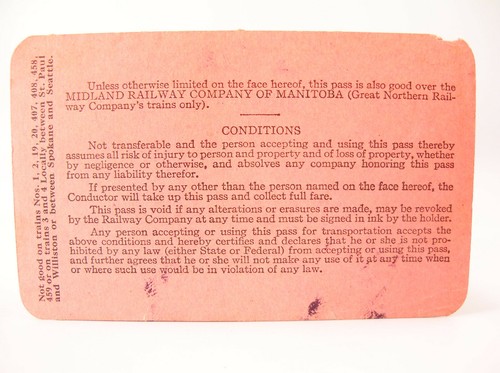 Unless otherwise limited on the face hereof, this pass is also good over the
MIDLAND RAILWAY COMPANY OF MANITOBA (Great Northern Rail-
way Company's trains only).
CONDITIONS
Not transferable and the person accepting and using this pass thereby
assumes all risk of injury to person and property and of loss of property, whether
by negligence or otherwise, and absolves any company honoring this pass
from any liability therefor.
If presented by any other than the person named on the face hereof, the
Conductor will take up this pass and collect full fare.
This pass is void if any alterations or erasures are made, may be revoked
by the Railway Company at any time and must be signed in ink by the holder.
Any person accepting or using this pass for transportation accepts the
above conditions and hereby certifies and declares that he or she is not pro-
hibited by any law (either State or Federal) from accepting or using this pass,
and further agrees that he or she will not make any use of it at any time when
or where such use would be in violation of any law.
Not good on trains Nos. 1, 2, 19, 20, 407, 408, 458,
459 or on trains 3 and 4 Locally between St. Paul
and Williston or between Spokane and Seattle.